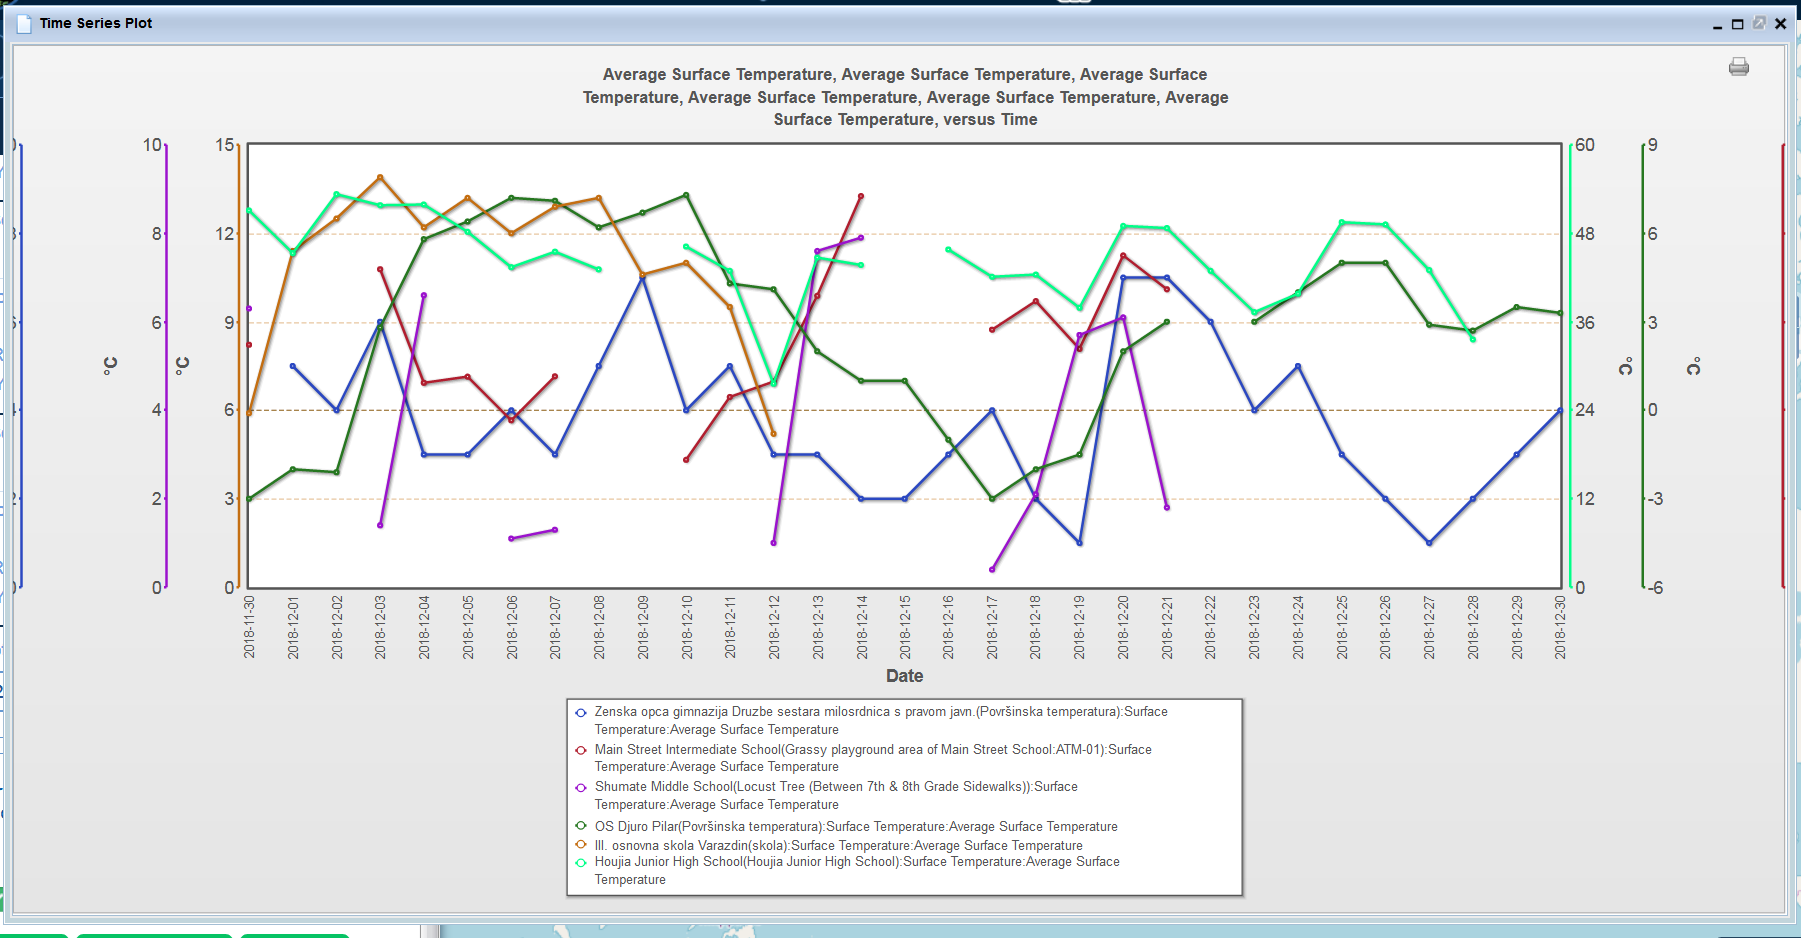 Time Series Plot
Average Surface Temperature, Average Surface Temperature, Average Surface
Temperature, Average Surface Temperature, Average Surface Temperature, Average
Surface Temperature, versus Time
10
8
6
4
2
0
°C
°C
15
12
9
6
3
0
60
48
36
24
12
0
°C
9
6
3
0
-3
-6
°C
2018-11-30
2018-12-01
2018-12-02
2018-12-03
2018-12-04
2018-12-05
2018-12-06
2018-12-07
2018-12-08
2018-12-09
2018-12-10
2018-12-11
2018-12-12
2018-12-13
2018-12-14
2018-12-15
2018-12-16
2018-12-17
2018-12-18
2018-12-19
2018-12-20
2018-12-21
2018-12-22
2018-12-23
2018-12-24
2018-12-25
2018-12-26
2018-12-27
2018-12-28
2018-12-29
2018-12-30
Date
Zenska opca gimnazija Druzbe sestara milosrdnica s pravom javn.(Površinska temperatura):Surface
Temperature:Average Surface Temperature
Main Street Intermediate School(Grassy playground area of Main Street School:ATM-01):Surface
Temperature:Average Surface Temperature
Shumate Middle School(Locust Tree (Between 7th & 8th Grade Sidewalks)):Surface
Temperature:Average Surface Temperature
OS Djuro Pilar(Površinska temperatura):Surface Temperature:Average Surface Temperature
III. osnovna skola Varazdin(skola):Surface Temperature:Average Surface Temperature
Houjia Junior High School(Houjia Junior High School):Surface Temperature:Average Surface
Temperature